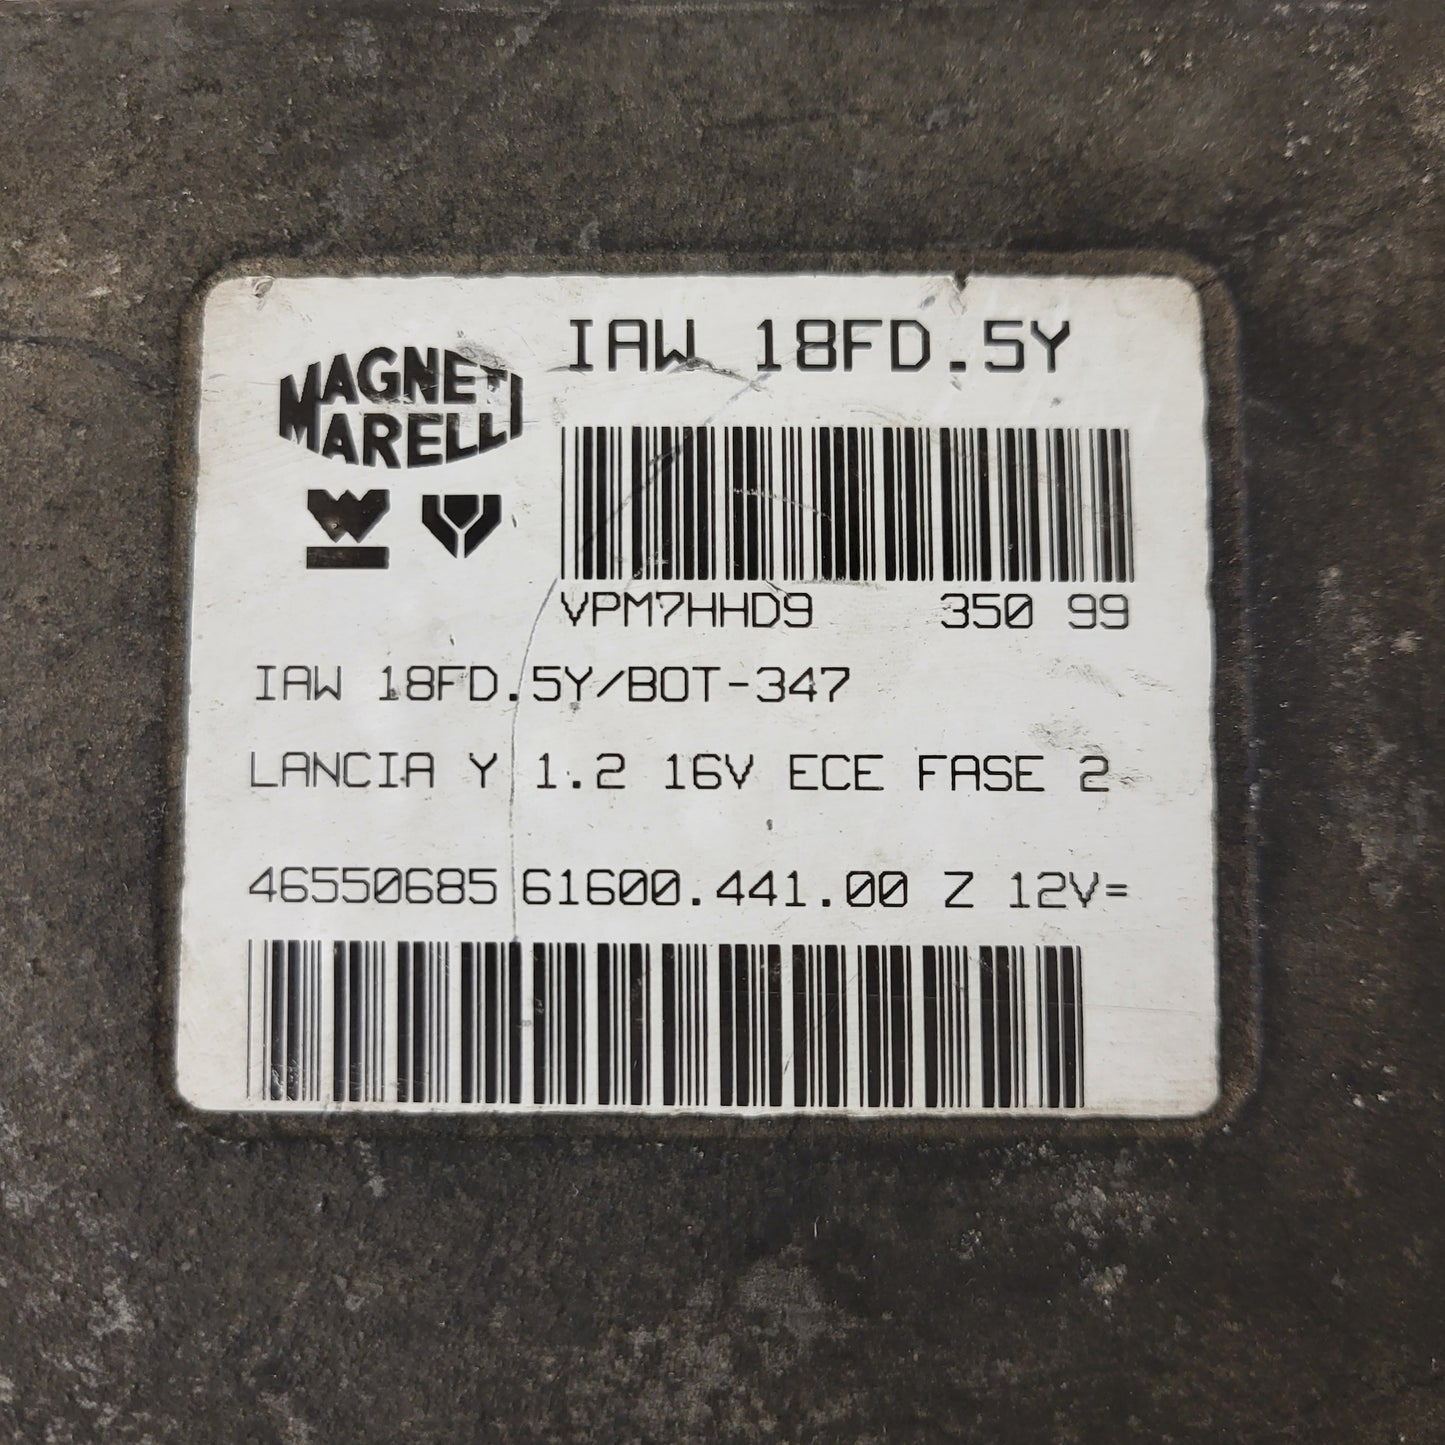 MAGNETI
MARELLI
IAW 18FD.5Y
VPM7HHD9 350 99
IAW 18FD.5Y/BOT-347
LANCIA Y 1.2 16V ECE FASE 2
46550685 61600.441.00 Z 12V=